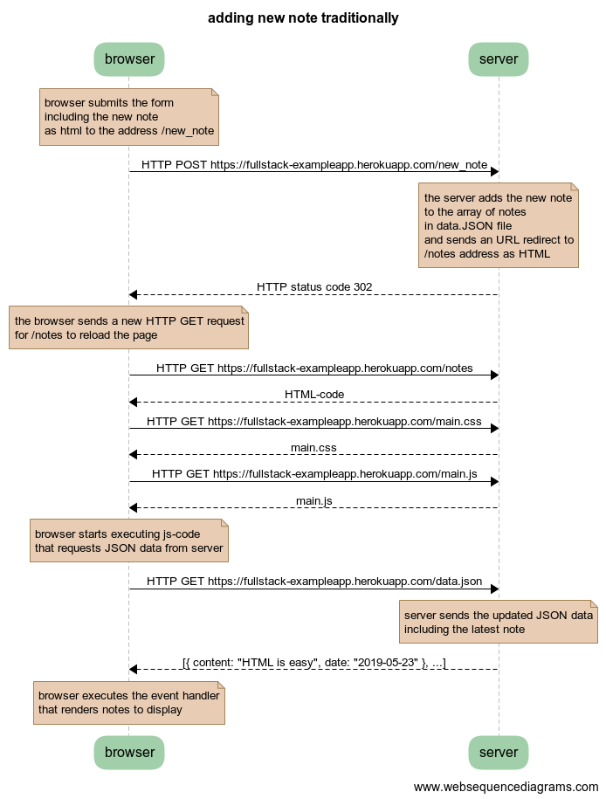 adding new note traditionally
browser
server
browser submits the form
including the new note
as html to the address /new_note
HTTP POST https://fullstack-exampleapp.herokuapp.com/new_note
the server adds the new note
to the array of notes
in data.JSON file
and sends an URL redirect to
/notes address as HTML
HTTP status code 302
the browser sends a new HTTP GET request
for /notes to reload the page
HTTP GET https://fullstack-exampleapp.herokuapp.com/notes
HTML-code
HTTP GET https://fullstack-exampleapp.herokuapp.com/main.css
main.css
HTTP GET https://fullstack-exampleapp.herokuapp.com/main.js
main.js
browser starts executing js-code
that requests JSON data from server
HTTP GET https://fullstack-exampleapp.herokuapp.com/data.json
server sends the updated JSON data
including the latest note
[{ content: "HTML is easy", date: "2019-05-23" }, ...]
browser executes the event handler
that renders notes to display
browser
server
www.websequencediagrams.com